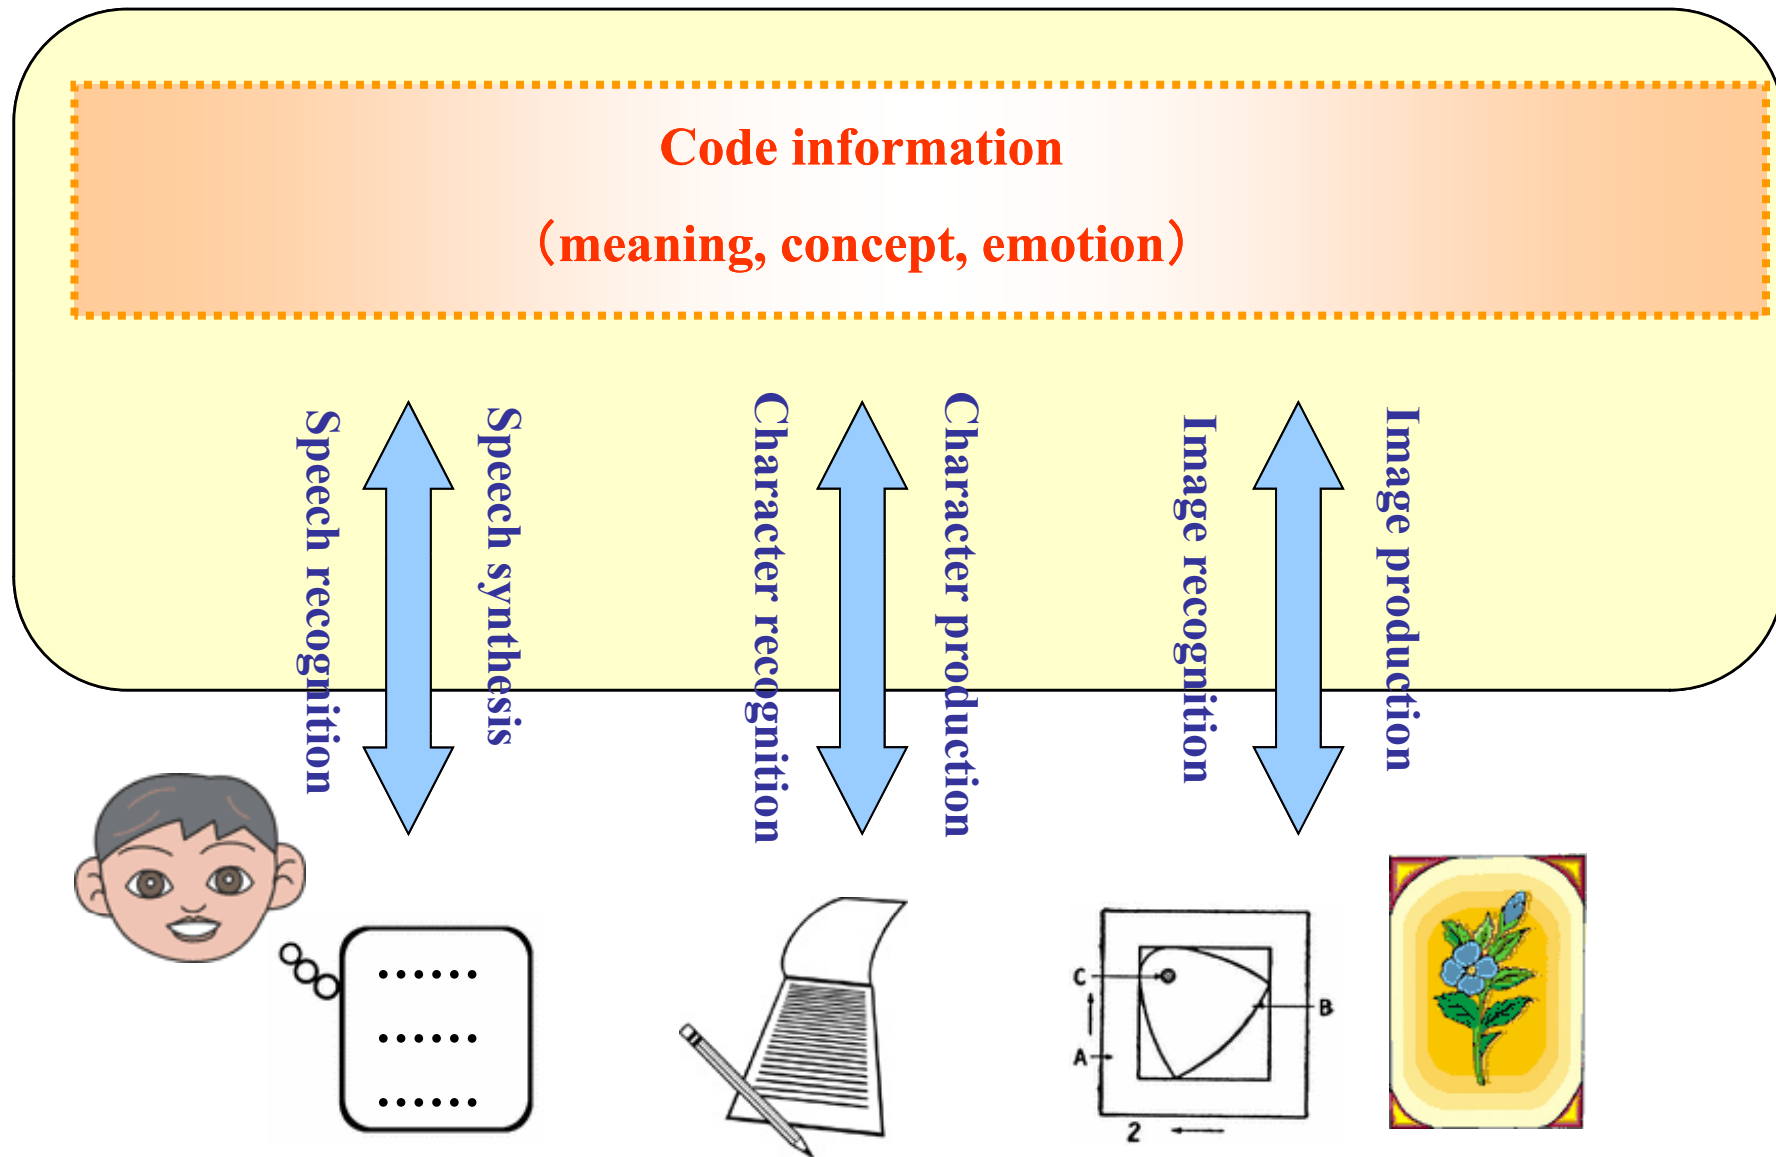 Code information
（meaning, concept, emotion）
Speech recognition
Speech synthesis
Character recognition
Character production
Image recognition
Image production
......
......
......
C
B
A
2